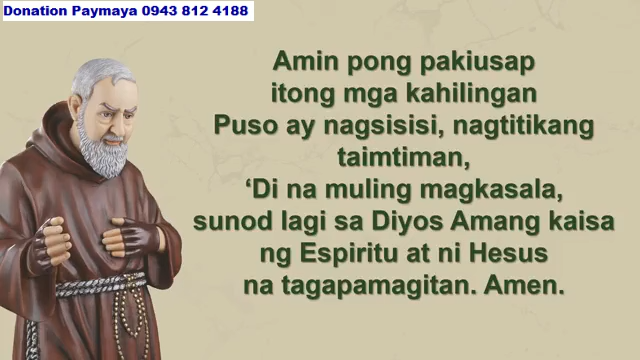 Donation Paymaya 0943 812 4188
Amin pong pakiusap
itong mga kahilingan
Puso ay nagsisisi, nagtitikang
taimtiman,
‘Di na muling magkasala,
sunod lagi sa Diyos Amang kaisa
ng Espiritu at ni Hesus
na tagapamagitan. Amen.